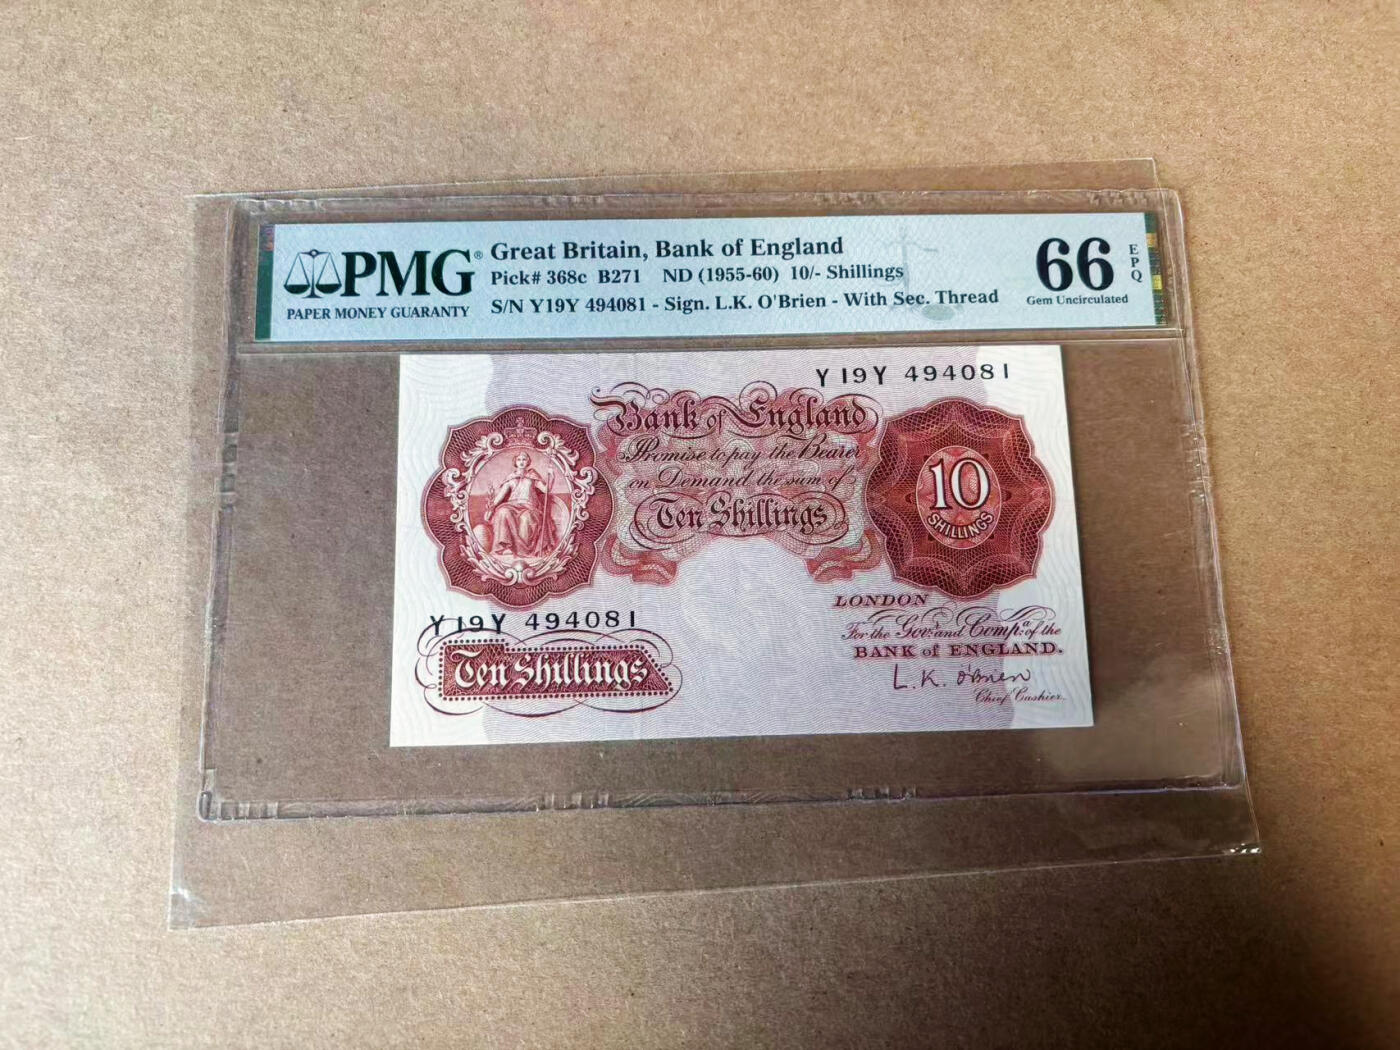 PMG®
PAPER MONEY GUARANTY
Great Britain, Bank of England
Pick# 368c B271 ND (1955-60) 10/- Shillings
S/N Y19Y 494081 - Sign. L.K. O'Brien - With Sec. Thread
66 EPQ
Gem Uncirculated
Y19Y 494081
Bank of England
Promise to pay the Bearer
on Demand the sum of
Ten Shillings
10
SHILLINGS
Y19Y 494081
Ten Shillings
LONDON
For the Govr. and Compa. of the
BANK of ENGLAND.
L.K. O'Brien
Chief Cashier.